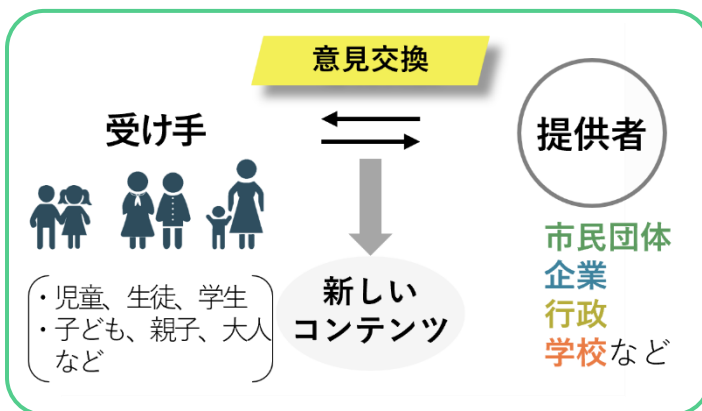 意見交換
受け手
提供者
・児童、生徒、学生
・子ども、親子、大人
など
新しい
コンテンツ
市民団体
企業
行政
学校など